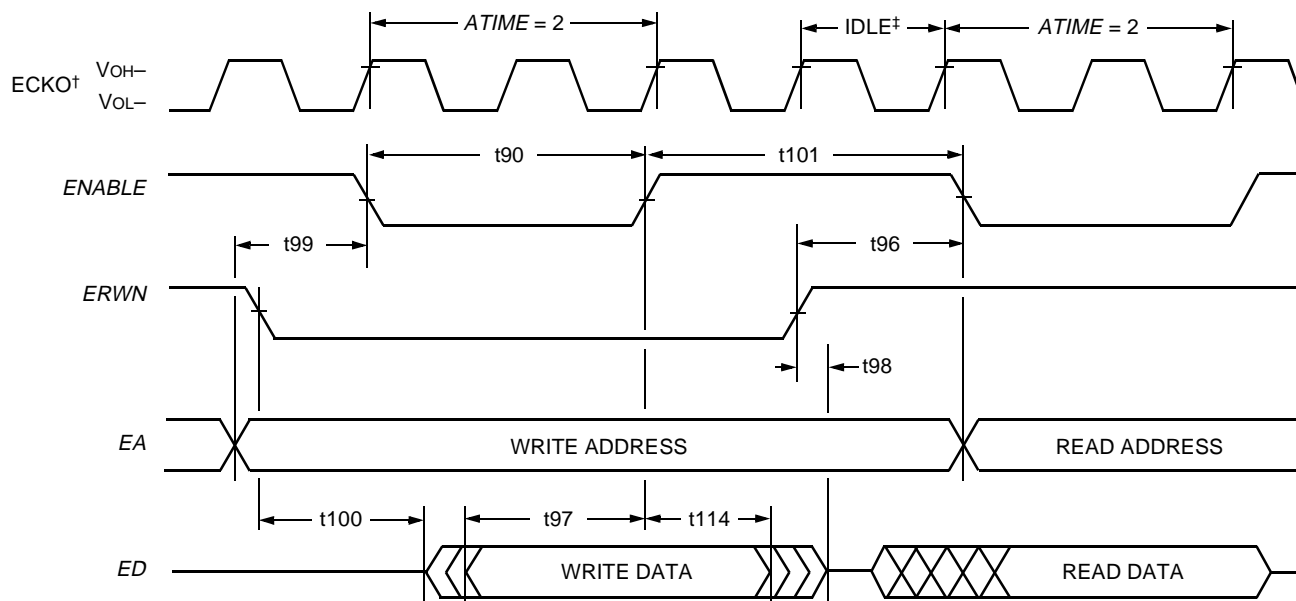 ATIME = 2
IDLE‡
ATIME = 2
ECKO†
VOH–
VOL–
t90
t101
ENABLE
t99
t96
ERWN
t98
EA
WRITE ADDRESS
READ ADDRESS
t100
t97
t114
ED
WRITE DATA
READ DATA